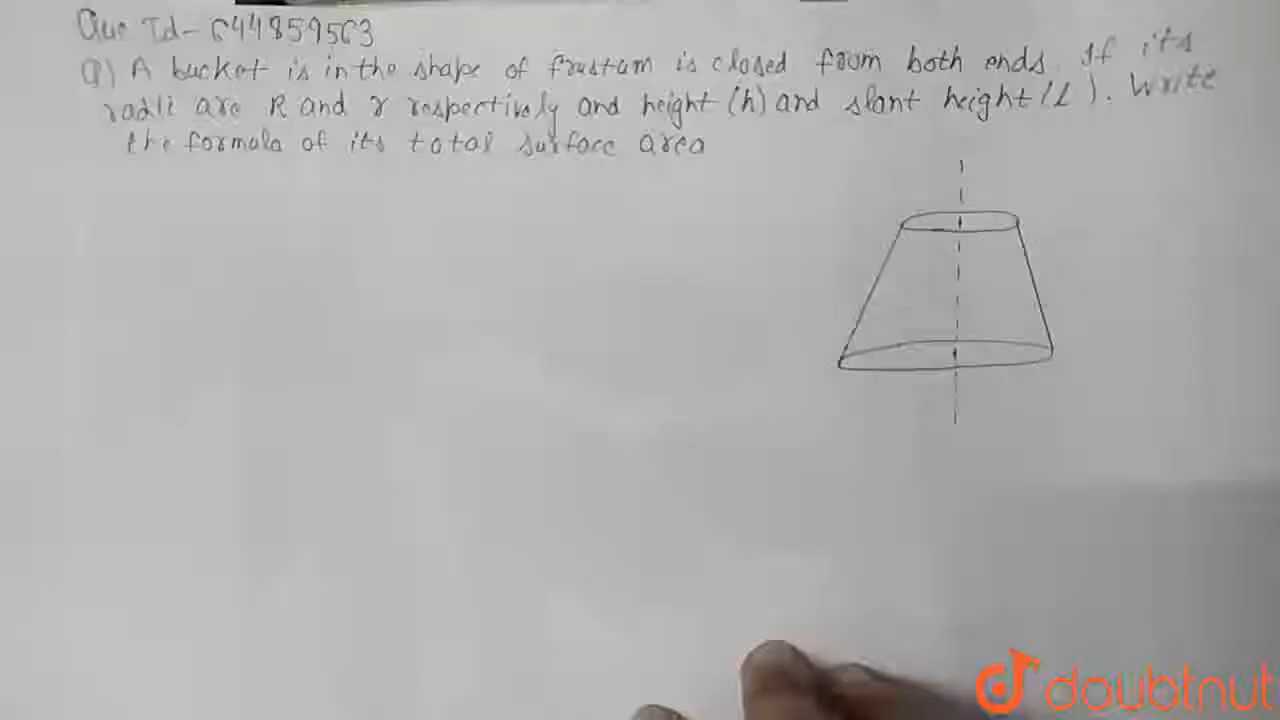 Que Id- 644859563
Q) A bucket is in the shape of frustum is closed from both ends. If its
radii are R and r respectively and height (h) and slant height (l). Write
the formula of its total surface area
doubtnut